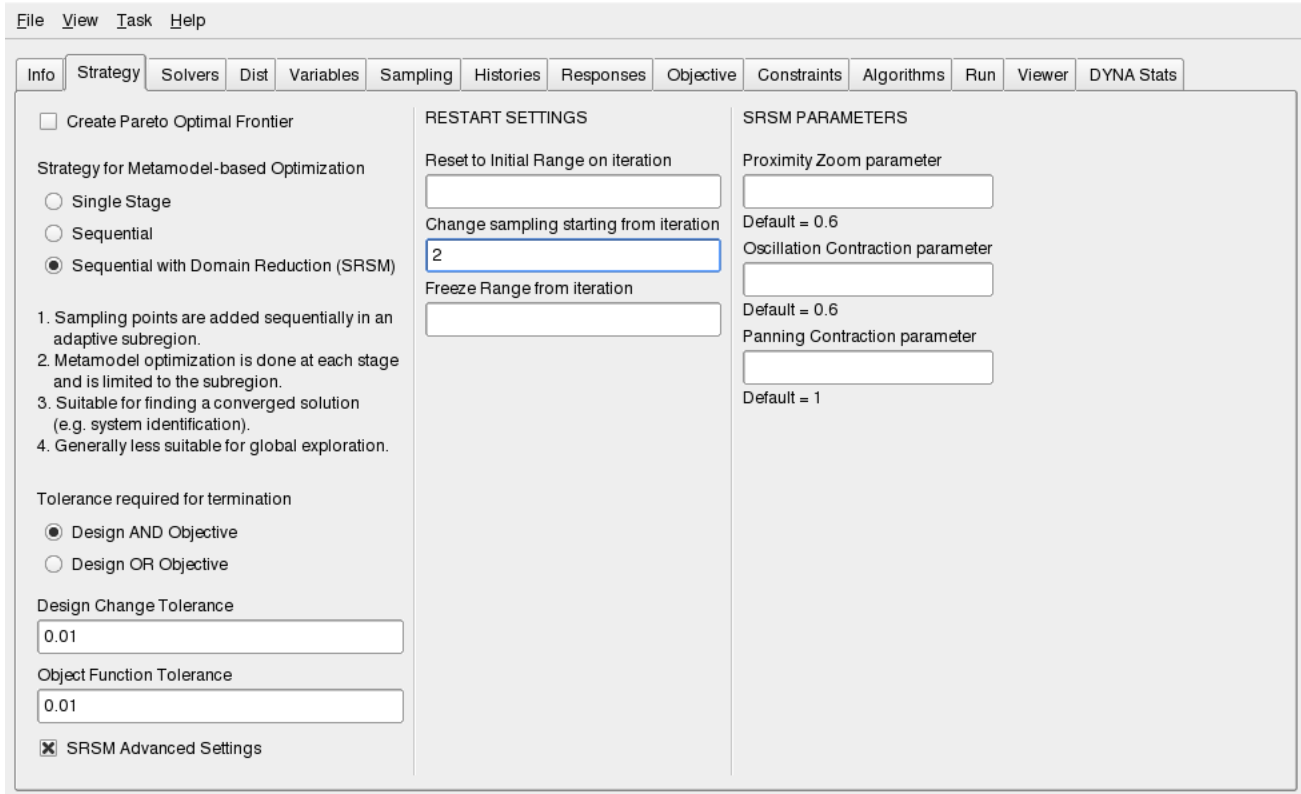 File View Task Help
Info Strategy Solvers Dist Variables Sampling Histories Responses Objective Constraints Algorithms Run Viewer DYNA Stats
Create Pareto Optimal Frontier
Strategy for Metamodel-based Optimization
Single Stage
Sequential
Sequential with Domain Reduction (SRSM)
1. Sampling points are added sequentially in an
adaptive subregion.
2. Metamodel optimization is done at each stage
and is limited to the subregion.
3. Suitable for finding a converged solution
(e.g. system identification).
4. Generally less suitable for global exploration.
Tolerance required for termination
Design AND Objective
Design OR Objective
Design Change Tolerance
0.01
Object Function Tolerance
0.01
SRSM Advanced Settings
RESTART SETTINGS
Reset to Initial Range on iteration
Change sampling starting from iteration
2
Freeze Range from iteration
SRSM PARAMETERS
Proximity Zoom parameter
Default = 0.6
Oscillation Contraction parameter
Default = 0.6
Panning Contraction parameter
Default = 1